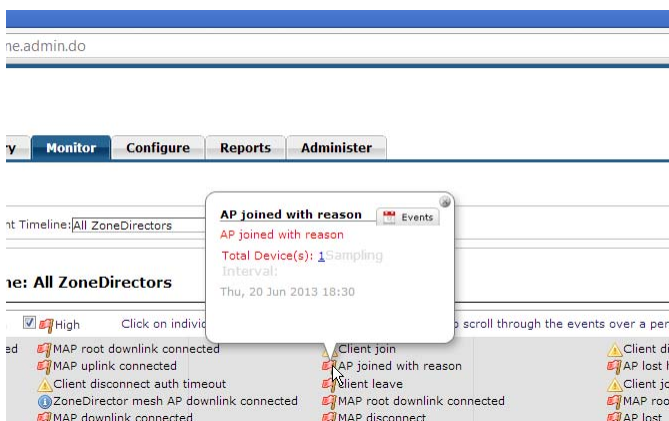 ne.admin.do
ry Monitor Configure Reports Administer
nt Timeline: All ZoneDirectors
AP joined with reason Events
AP joined with reason
Total Device(s): 1 Sampling
Interval:
Thu, 20 Jun 2013 18:30
ne: All ZoneDirectors
High Click on individ o scroll through the events over a per
ed MAP root downlink connected Client join Client di
MAP uplink connected AP joined with reason AP lost h
Client disconnect auth timeout Client leave Client jo
ZoneDirector mesh AP downlink connected MAP root downlink connected MAP roo
MAP downlink connected MAP disconnect AP lost